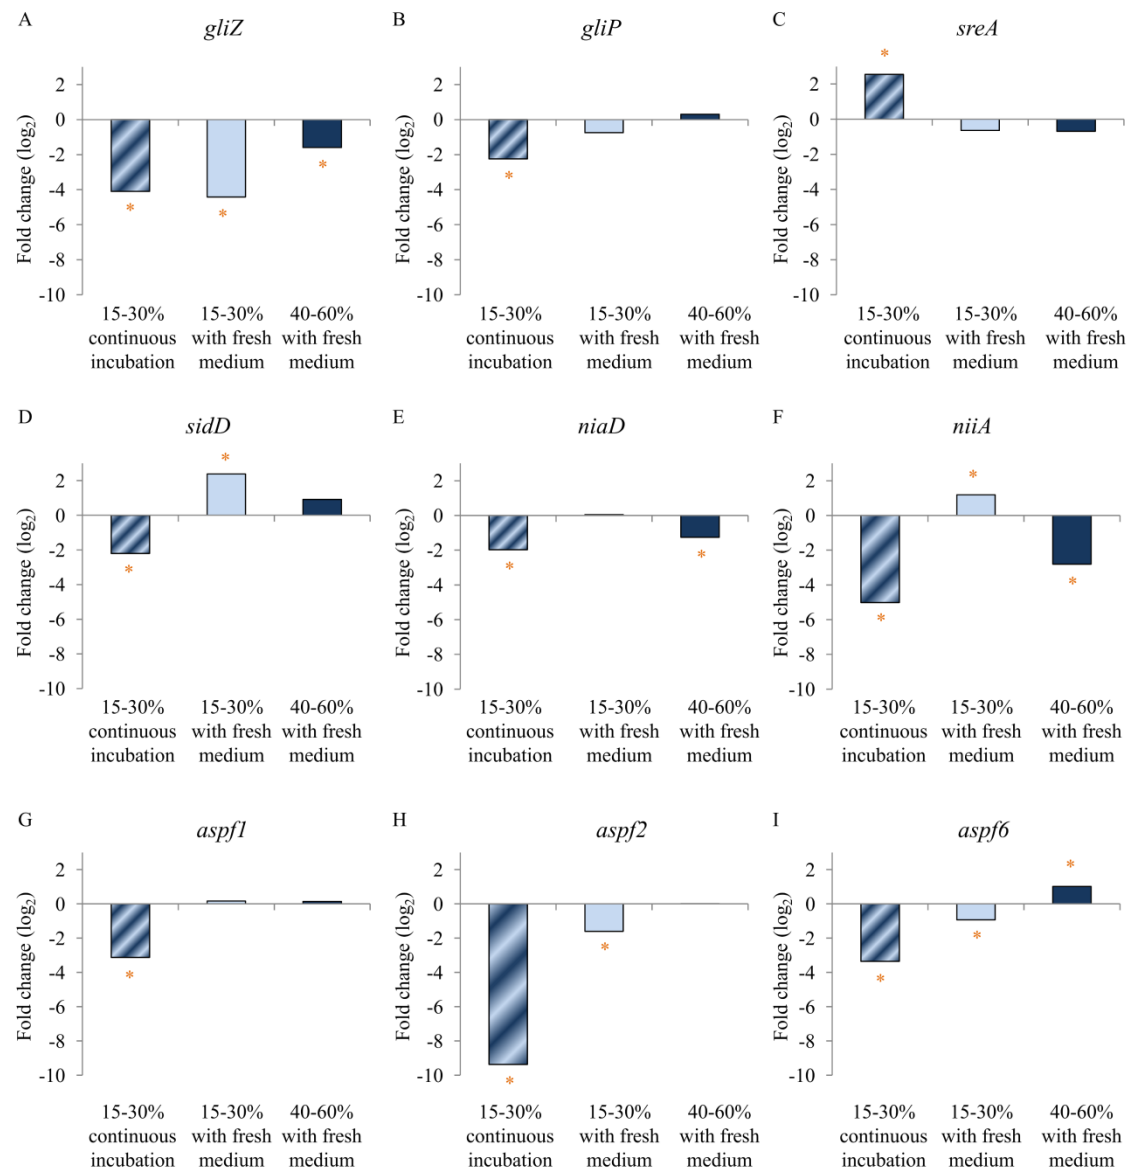 A
gliZ
Fold change (log2)
2
0
-2
-4
-6
-8
-10
*
*
*
15-30%
continuous
incubation
15-30%
with fresh
medium
40-60%
with fresh
medium
B
gliP
Fold change (log2)
2
0
-2
-4
-6
-8
-10
*
15-30%
continuous
incubation
15-30%
with fresh
medium
40-60%
with fresh
medium
C
sreA
Fold change (log2)
2
0
-2
-4
-6
-8
-10
*
15-30%
continuous
incubation
15-30%
with fresh
medium
40-60%
with fresh
medium
D
sidD
Fold change (log2)
2
0
-2
-4
-6
-8
-10
*
*
15-30%
continuous
incubation
15-30%
with fresh
medium
40-60%
with fresh
medium
E
niaD
Fold change (log2)
2
0
-2
-4
-6
-8
-10
*
*
15-30%
continuous
incubation
15-30%
with fresh
medium
40-60%
with fresh
medium
F
niiA
Fold change (log2)
2
0
-2
-4
-6
-8
-10
*
*
*
15-30%
continuous
incubation
15-30%
with fresh
medium
40-60%
with fresh
medium
G
aspf1
Fold change (log2)
2
0
-2
-4
-6
-8
-10
*
15-30%
continuous
incubation
15-30%
with fresh
medium
40-60%
with fresh
medium
H
aspf2
Fold change (log2)
2
0
-2
-4
-6
-8
-10
*
*
15-30%
continuous
incubation
15-30%
with fresh
medium
40-60%
with fresh
medium
I
aspf6
Fold change (log2)
2
0
-2
-4
-6
-8
-10
*
*
*
15-30%
continuous
incubation
15-30%
with fresh
medium
40-60%
with fresh
medium